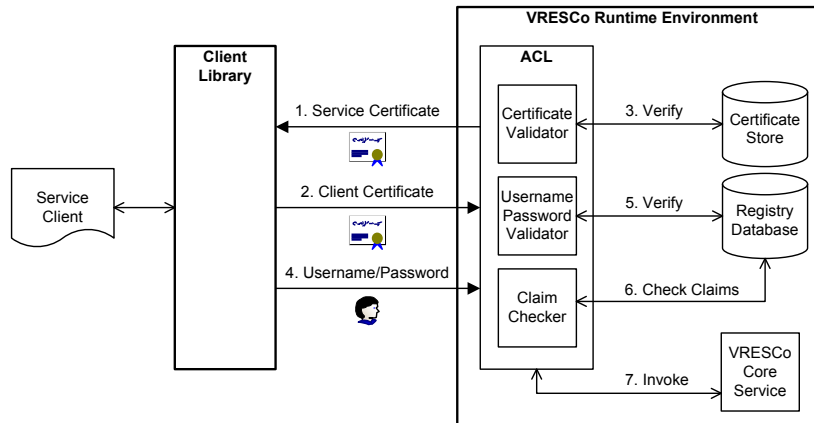 VRESCo Runtime Environment
Client
Library
ACL
1. Service Certificate
Certificate
Validator
3. Verify
Certificate
Store
Service
Client
2. Client Certificate
Username
Password
Validator
5. Verify
Registry
Database
4. Username/Password
Claim
Checker
6. Check Claims
7. Invoke
VRESCo
Core
Service